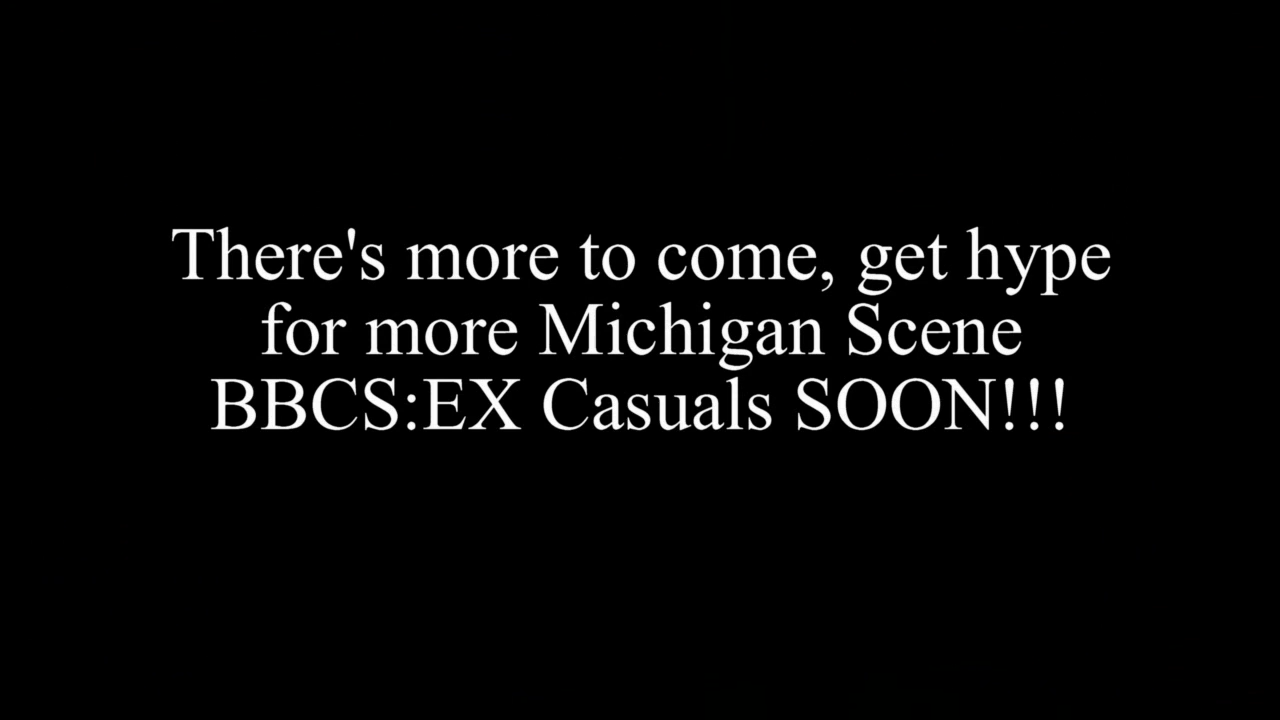 There's more to come, get hype
for more Michigan Scene
BBCS:EX Casuals SOON!!!